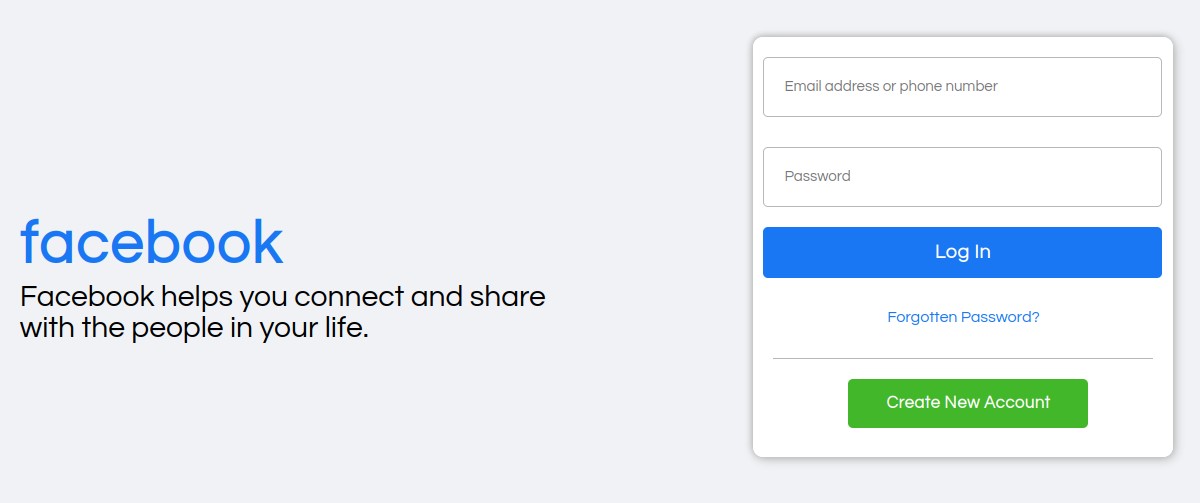 facebook
Facebook helps you connect and share
with the people in your life.
Email address or phone number
Password
Log In
Forgotten Password?
Create New Account